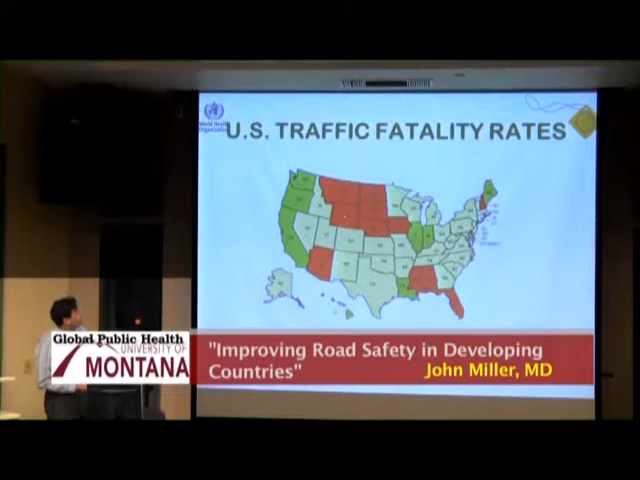 World Health
Organization
U.S. TRAFFIC FATALITY RATES
Global Public Health
UNIVERSITY OF
MONTANA
"Improving Road Safety in Developing
Countries"
John Miller, MD